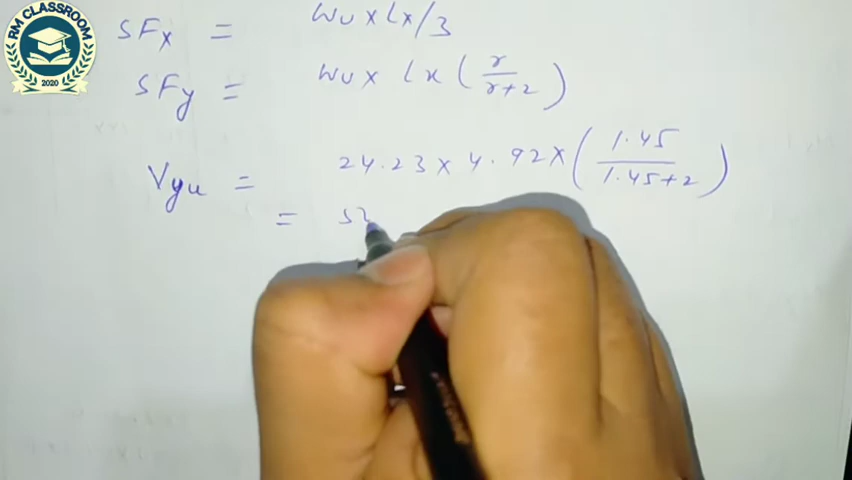 RM CLASSROOM
2020
SFx = Wu x Lx/3
SFy = Wu x Lx (r/r+2)
Vyu = 24.23 x 4.92 x (1.45/1.45+2)
=